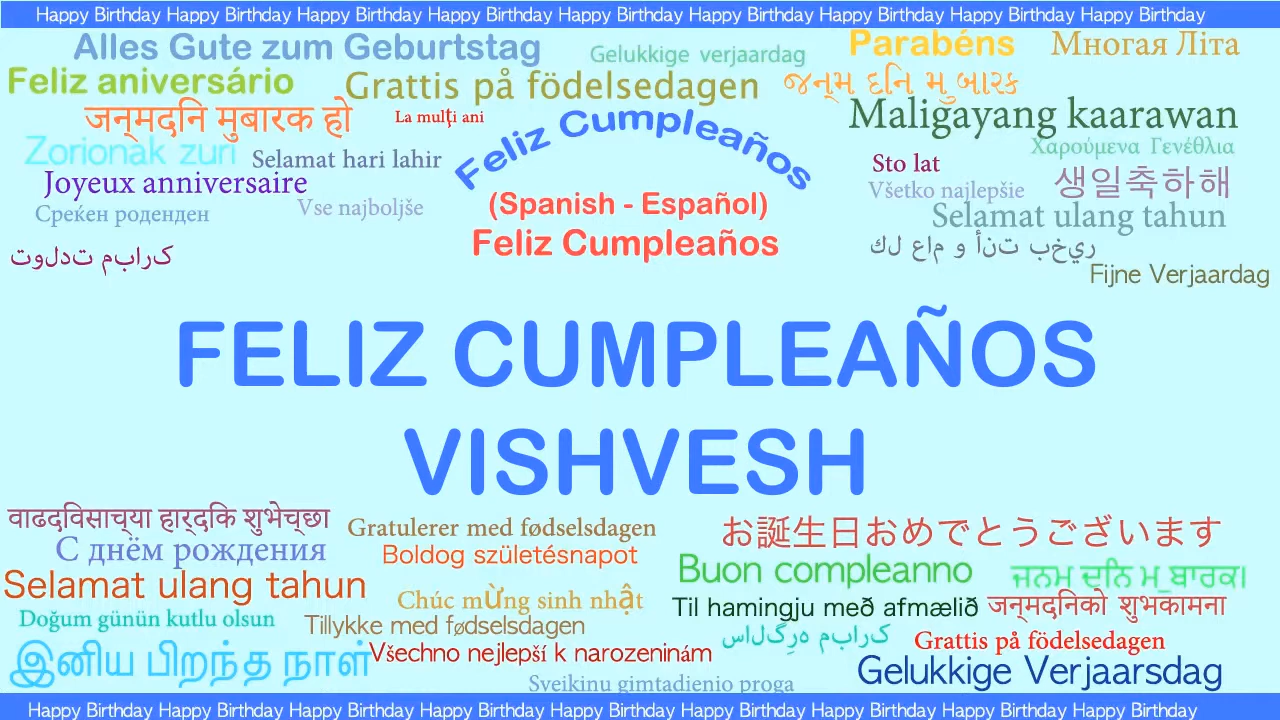 Happy Birthday Happy Birthday Happy Birthday Happy Birthday Happy Birthday Happy Birthday Happy Birthday Happy Birthday Happy Birthday
Alles Gute zum Geburtstag
Gelukkige verjaardag
Parabéns
Многая Літа
Feliz aniversário
Grattis på födelsedagen
જન્મ દિન મુબારક
जन्मदिन मुबारक हो
La mulţi ani
Feliz Cumpleaños
Maligayang kaarawan
Χαρούμενα Γενέθλια
Zorionak zuri
Selamat hari lahir
Sto lat
Joyeux anniversaire
Všetko najlepšie
생일축하해
Среќен роденден
Vse najboljše
(Spanish - Español)
Selamat ulang tahun
Feliz Cumpleaños
تولدت مبارک
كل عام و أنت بخير
Fijne Verjaardag
FELIZ CUMPLEAÑOS
VISHVESH
वाढदिवसाच्या हार्दिक शुभेच्छा
Gratulerer med fødselsdagen
お誕生日おめでとうございます
С днём рождения
Boldog születésnapot
Buon compleanno
ਜਨਮ ਦਿਨ ਮੁਬਾਰਕ।
Selamat ulang tahun
Chúc mừng sinh nhật
Til hamingju með afmælið
जन्मदिनको शुभकामना
Doğum günün kutlu olsun
Tillykke med fødselsdagen
سالگرہ مبارک
Grattis på födelsedagen
இனிய பிறந்த நாள்
Všechno nejlepší k narozeninám
Gelukkige Verjaarsdag
Sveikinu gimtadienio proga
Happy Birthday Happy Birthday Happy Birthday Happy Birthday Happy Birthday Happy Birthday Happy Birthday Happy Birthday Happy Birthday